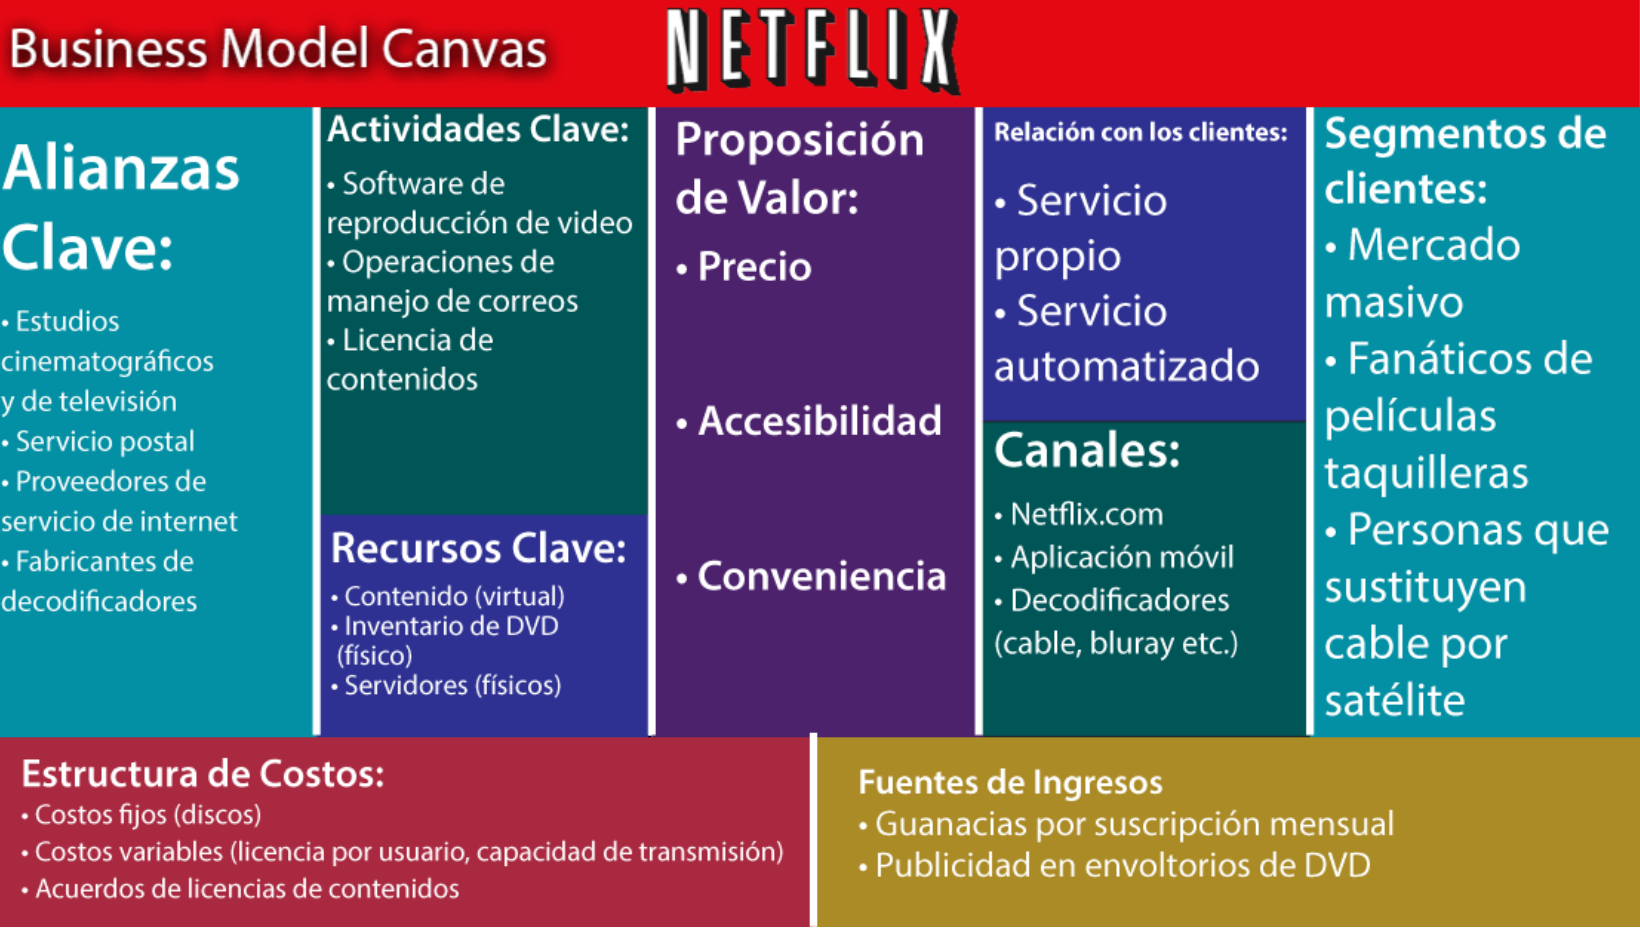 Business Model Canvas
NETFLIX
Alianzas
Clave:
• Estudios
cinematográficos
y de televisión
• Servicio postal
• Proveedores de
servicio de internet
• Fabricantes de
decodificadores
Actividades Clave:
• Software de
reproducción de video
• Operaciones de
manejo de correos
• Licencia de
contenidos
Recursos Clave:
• Contenido (virtual)
• Inventario de DVD
(físico)
• Servidores (físicos)
Proposición
de Valor:
• Precio
• Accesibilidad
• Conveniencia
Relación con los clientes:
• Servicio
propio
• Servicio
automatizado
Canales:
• Netflix.com
• Aplicación móvil
• Decodificadores
(cable, bluray etc.)
Segmentos de
clientes:
• Mercado
masivo
• Fanáticos de
películas
taquilleras
• Personas que
sustituyen
cable por
satélite
Estructura de Costos:
• Costos fijos (discos)
• Costos variables (licencia por usuario, capacidad de transmisión)
• Acuerdos de licencias de contenidos
Fuentes de Ingresos
• Guanacias por suscripción mensual
• Publicidad en envoltorios de DVD